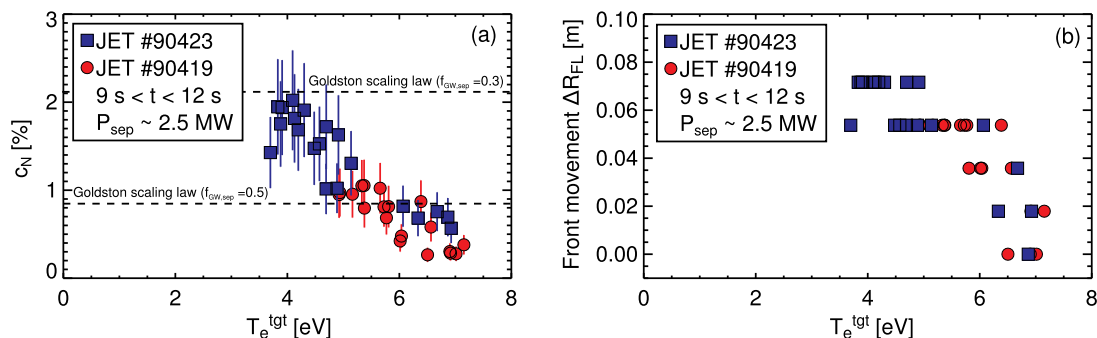 (a)
JET #90423
JET #90419
9 s < t < 12 s
P_sep ~ 2.5 MW
Goldston scaling law (f_GW,sep =0.3)
Goldston scaling law (f_GW,sep =0.5)
c_N [%]
3
2
1
0
0 2 4 6 8
T_e^tgt [eV]
(b)
JET #90423
JET #90419
9 s < t < 12 s
P_sep ~ 2.5 MW
Front movement ΔR_FL [m]
0.10
0.08
0.06
0.04
0.02
0.00
0 2 4 6 8
T_e^tgt [eV]